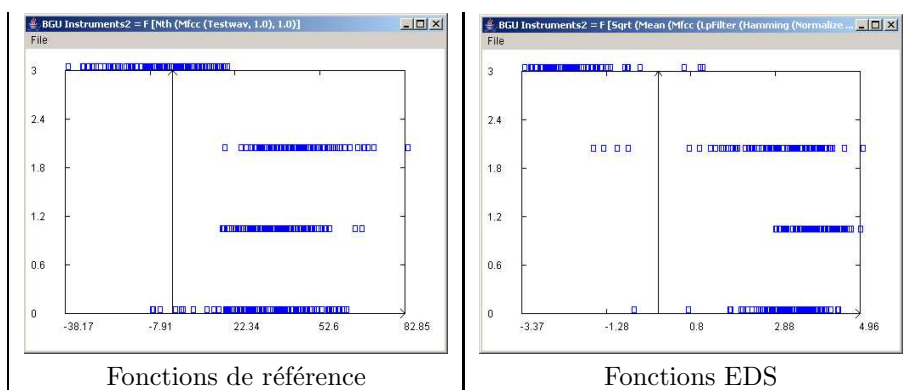 BGU Instruments2 = F [Nth (Mfcc (Testwav, 1.0), 1.0)]
File
3
2.4
1.8
1.2
0.6
0
-38.17 -7.91 22.34 52.6 82.85
Fonctions de référence
BGU Instruments2 = F [Sqrt (Mean (Mfcc (LpFilter (Hamming (Normalize ...
File
3
2.4
1.8
1.2
0.6
0
-3.37 -1.28 0.8 2.88 4.96
Fonctions EDS